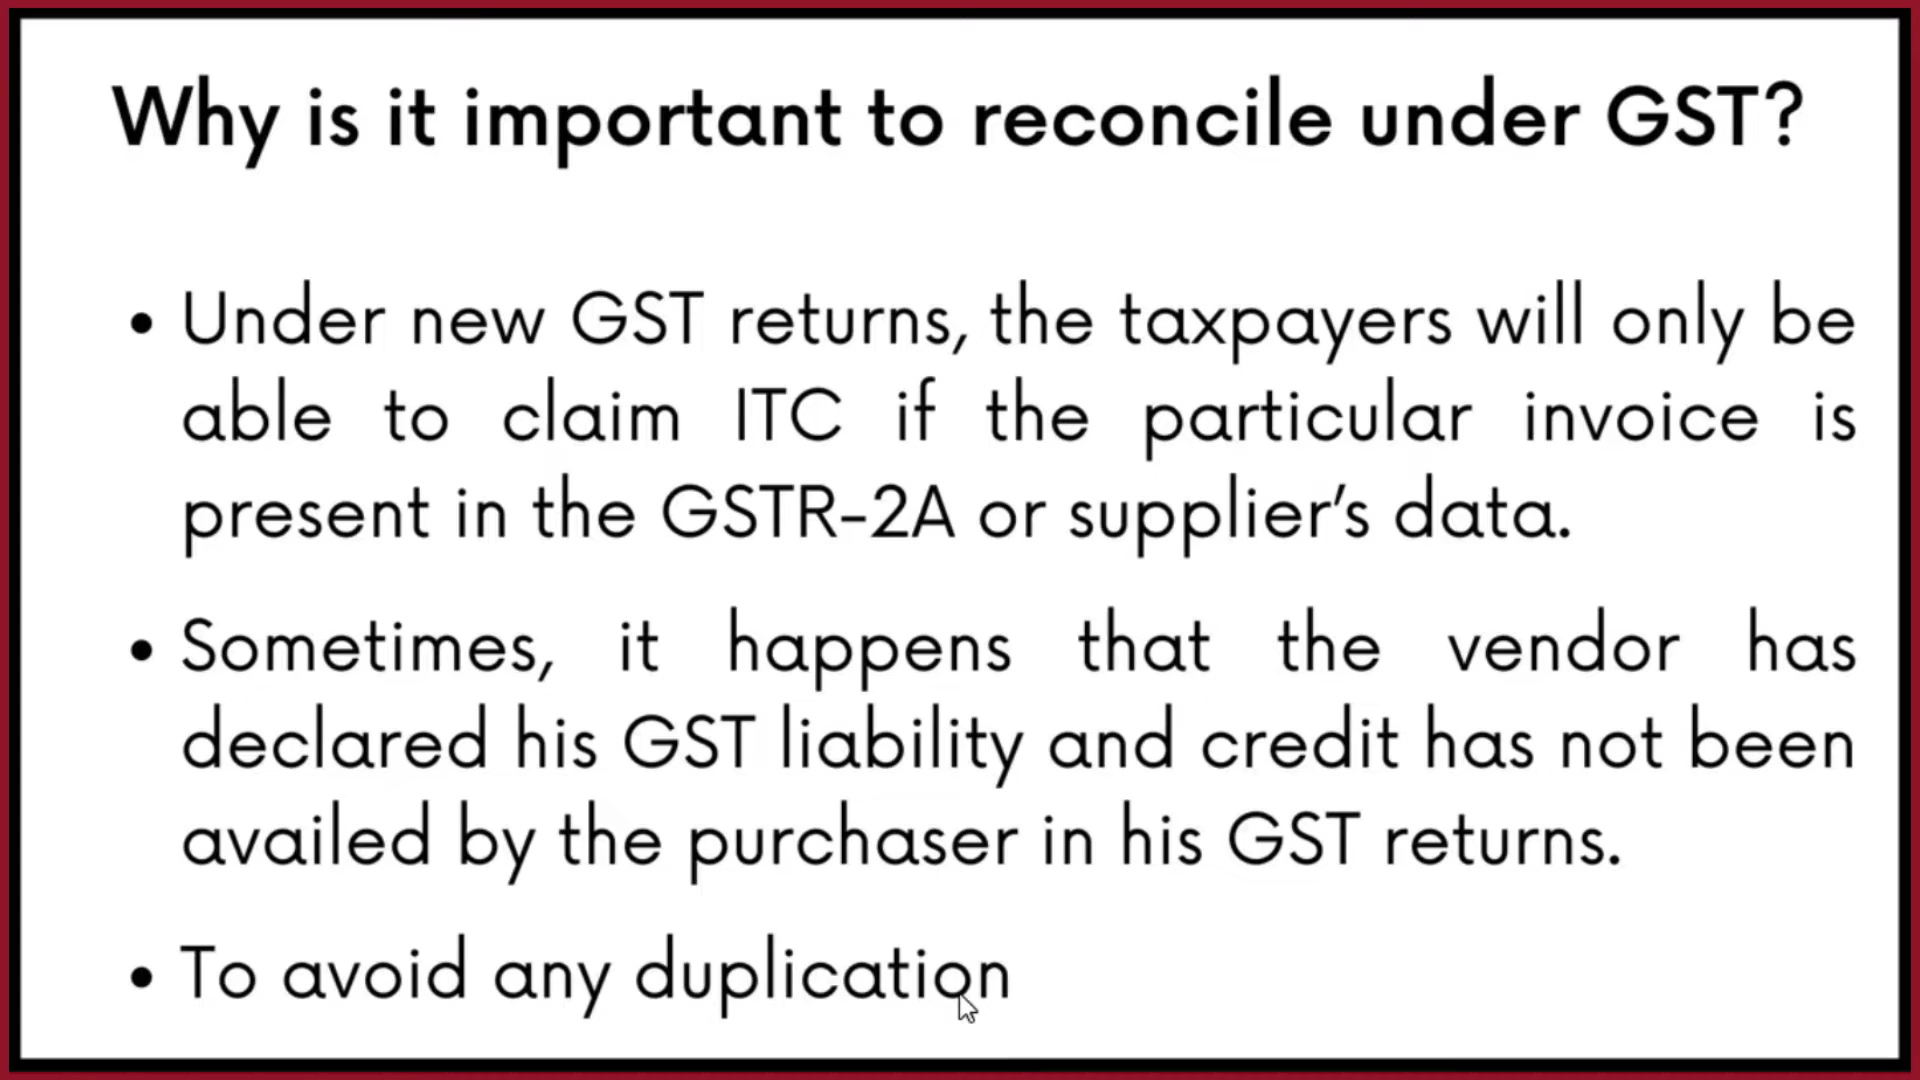 Why is it important to reconcile under GST?
• Under new GST returns, the taxpayers will only be
able to claim ITC if the particular invoice is
present in the GSTR-2A or supplier’s data.
• Sometimes, it happens that the vendor has
declared his GST liability and credit has not been
availed by the purchaser in his GST returns.
• To avoid any duplication